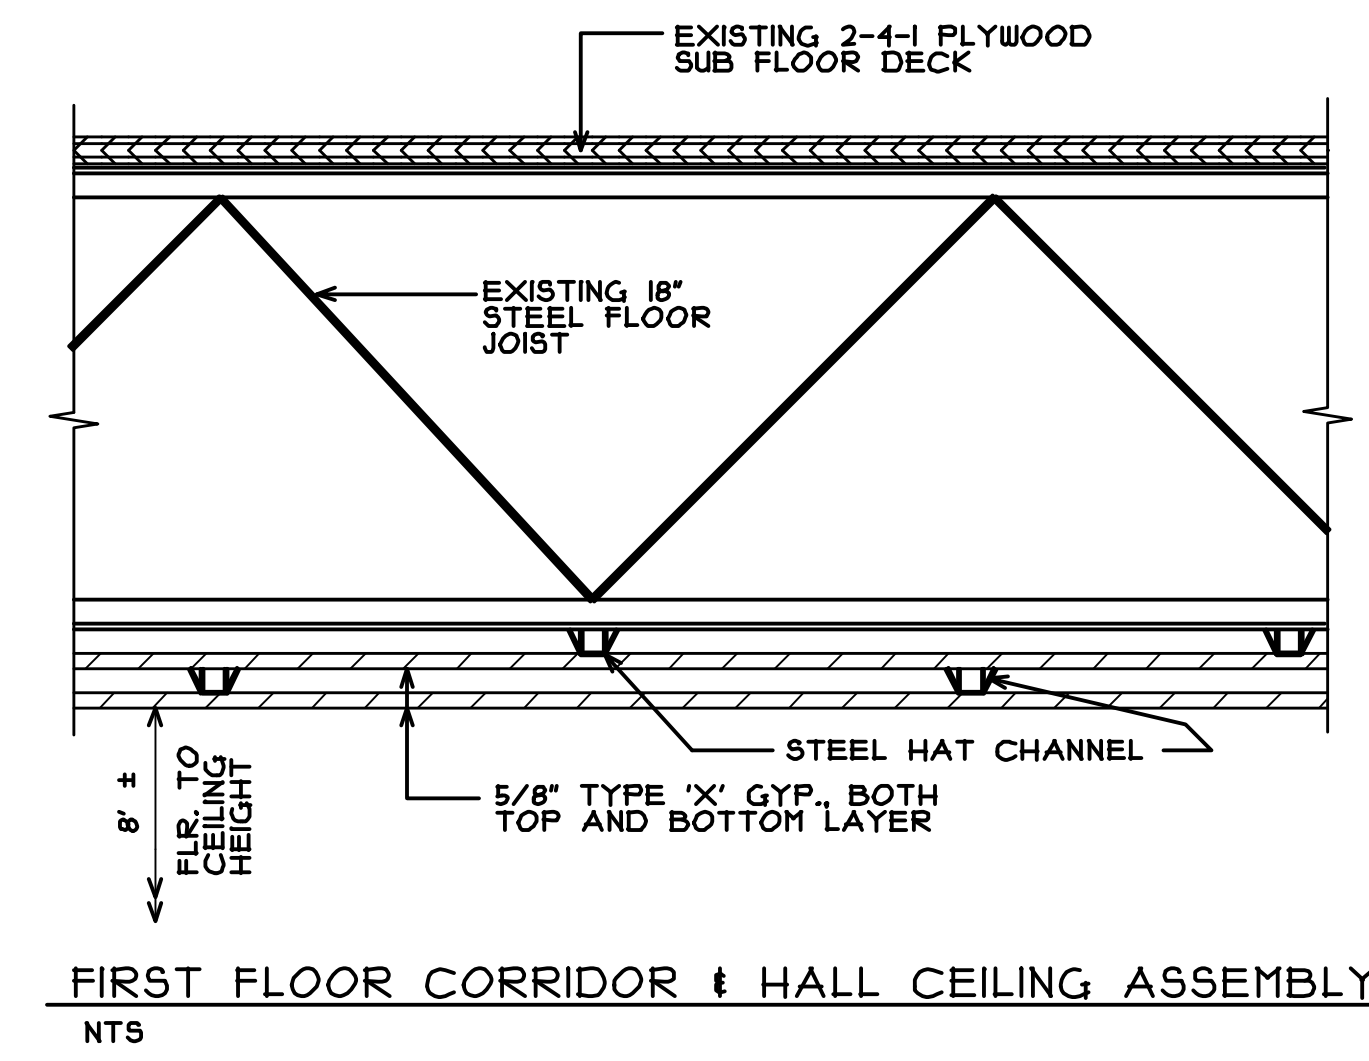 EXISTING 2-4-1 PLYWOOD
SUB FLOOR DECK
EXISTING 18"
STEEL FLOOR
JOIST
STEEL HAT CHANNEL
5/8" TYPE 'X' GYP., BOTH
TOP AND BOTTOM LAYER
8' ±
FLR. TO
CEILING
HEIGHT
FIRST FLOOR CORRIDOR & HALL CEILING ASSEMBLY
NTS